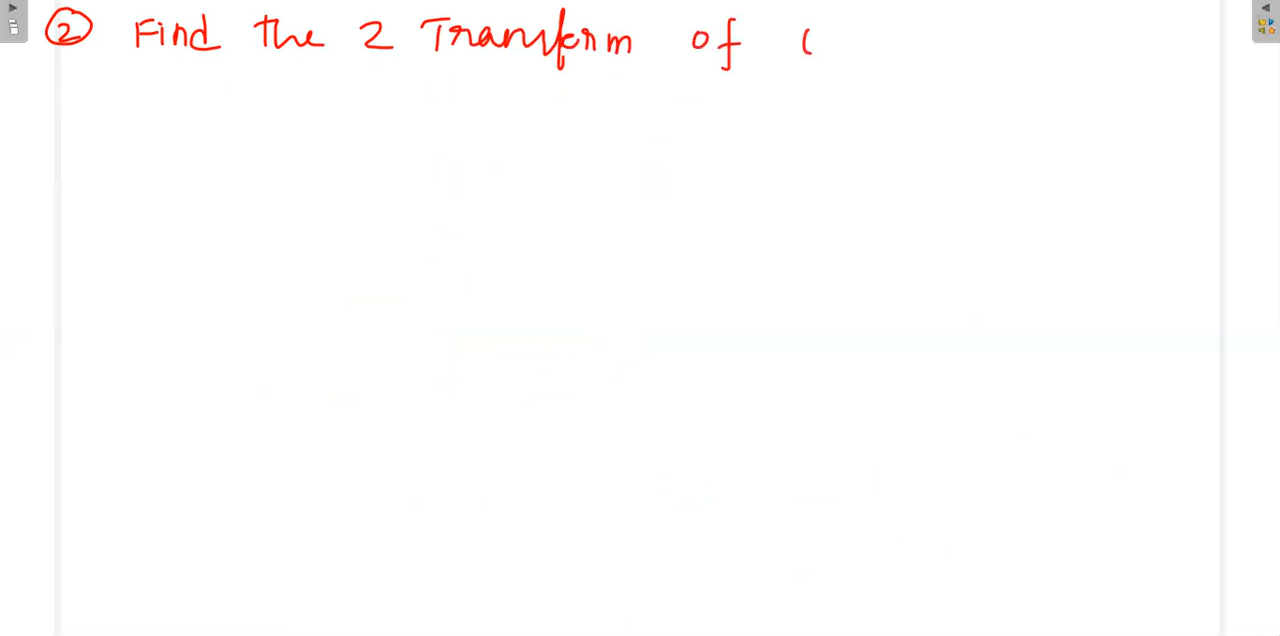 ② Find the Z Transform of (